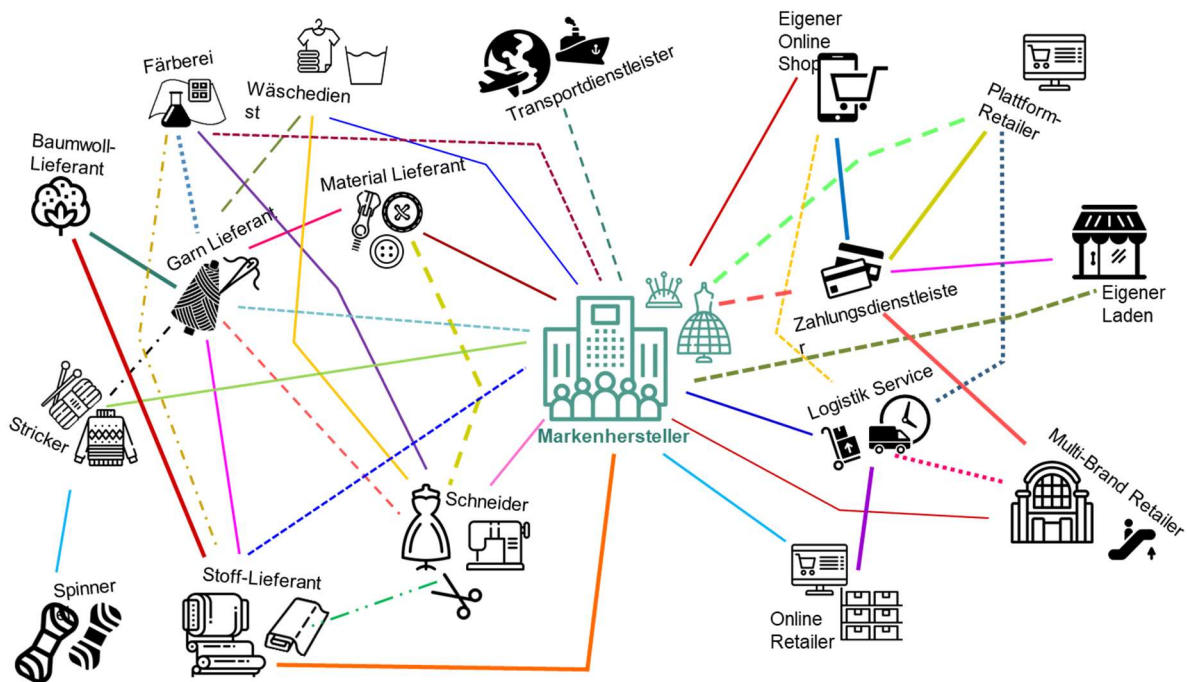 Färberei
Wäschedien
st
Transportdienstleister
Eigener
Online
Shop
Plattform-
Retailer
Baumwoll-
Lieferant
Material Lieferant
Garn Lieferant
Zahlungsdienstleiste
r
Eigener
Laden
Stricker
Markenhersteller
Logistik Service
Multi-Brand Retailer
Schneider
Stoff-Lieferant
Spinner
ei
Online
Retailer